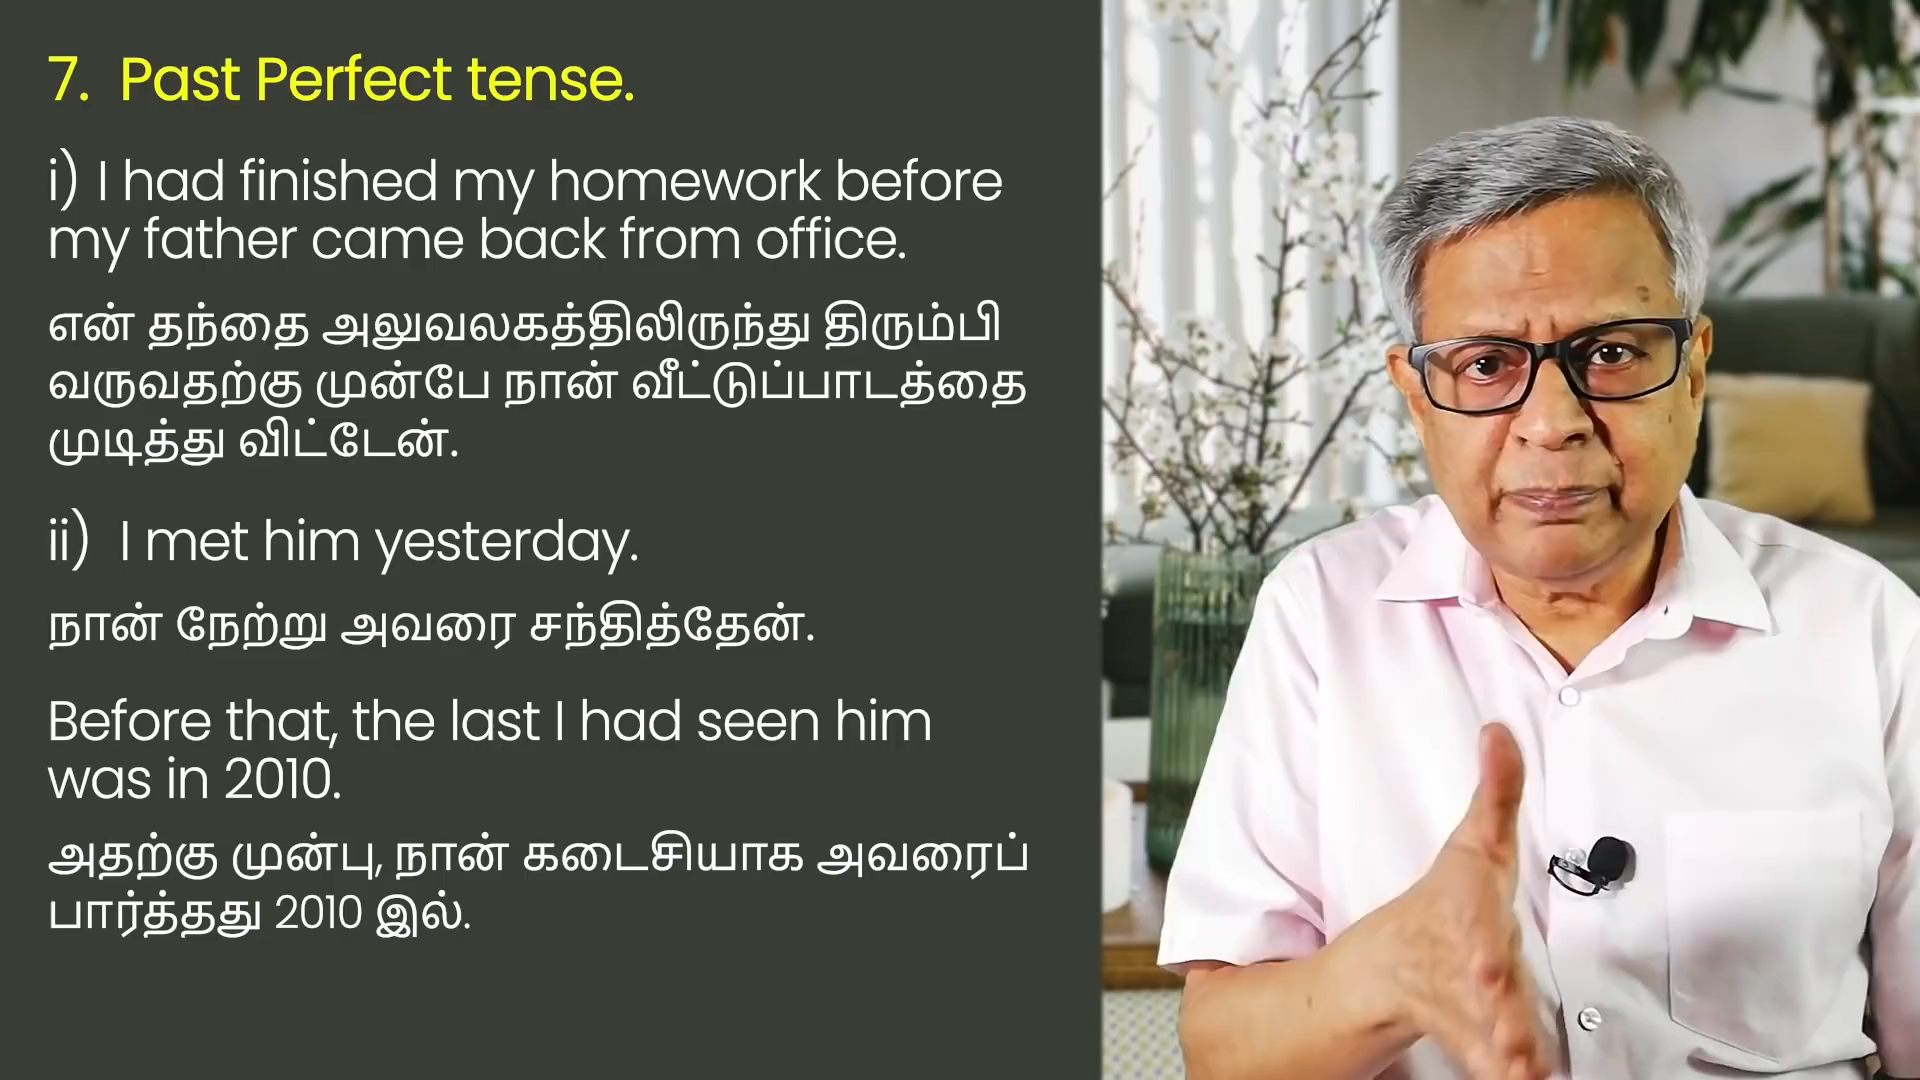 7. Past Perfect tense.
i) I had finished my homework before
my father came back from office.
என் தந்தை அலுவலகத்திலிருந்து திரும்பி
வருவதற்கு முன்பே நான் வீட்டுப்பாடத்தை
முடித்து விட்டேன்.
ii) I met him yesterday.
நான் நேற்று அவரை சந்தித்தேன்.
Before that, the last I had seen him
was in 2010.
அதற்கு முன்பு, நான் கடைசியாக அவரைப்
பார்த்தது 2010 இல்.